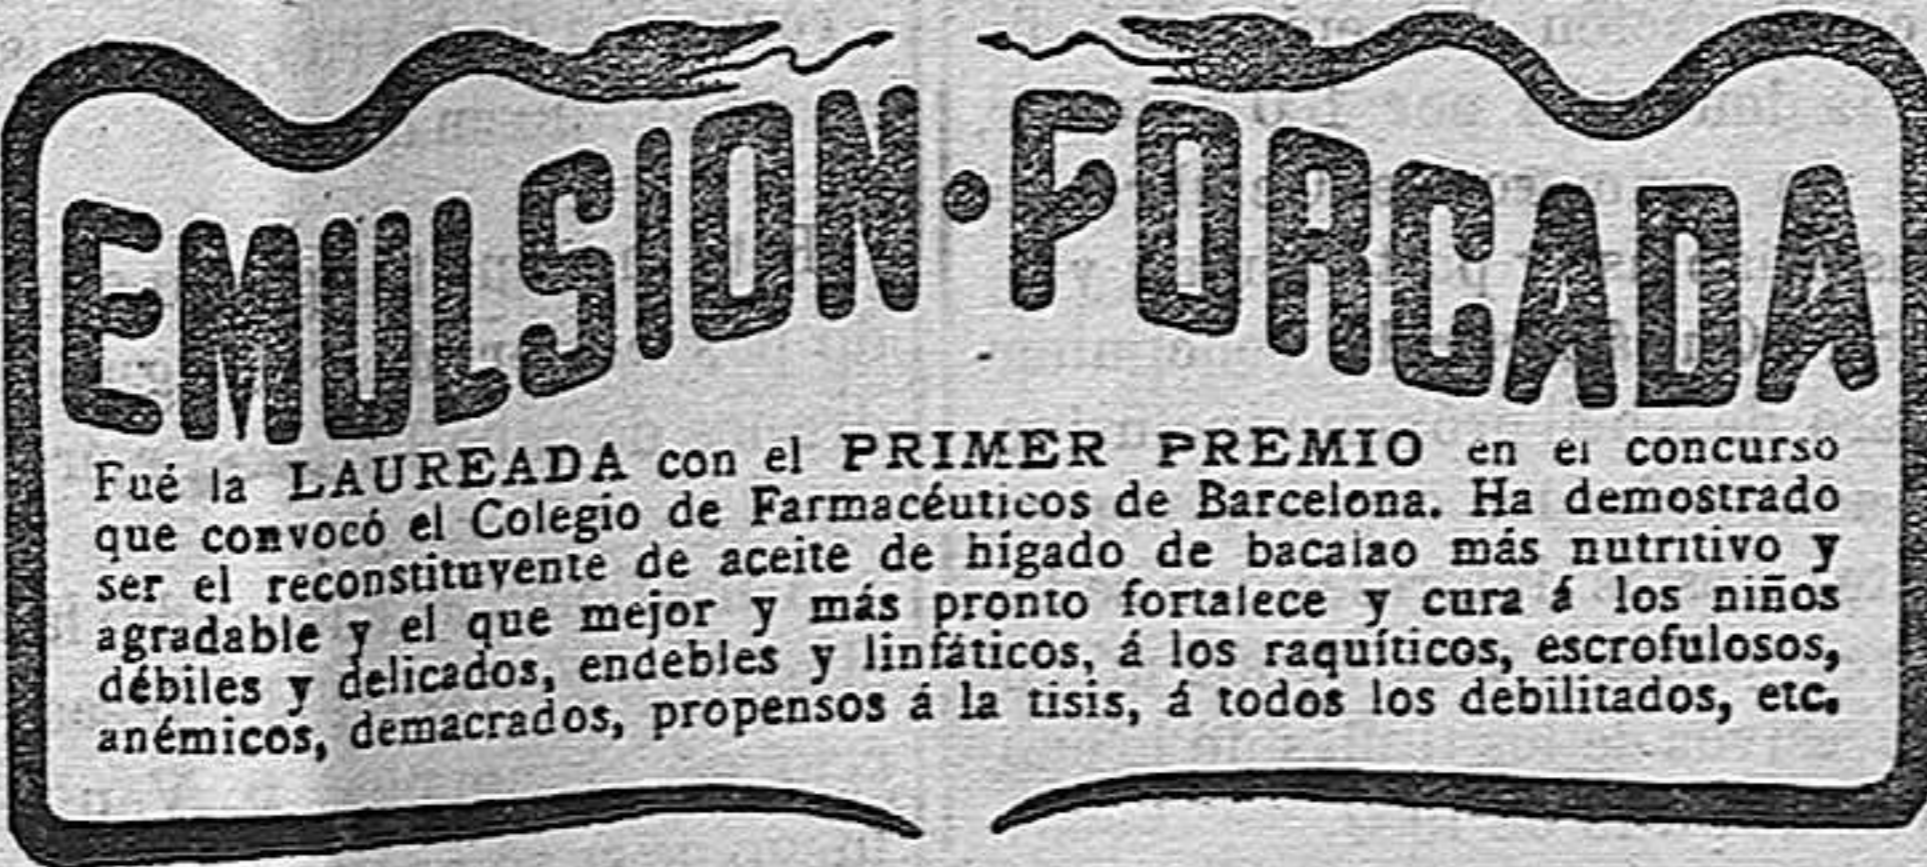 EMULSION·FORCADA
Fué la LAUREADA con el PRIMER PREMIO en el concurso
que convocó el Colegio de Farmacéuticos de Barcelona. Ha demostrado
ser el reconstituyente de aceite de hígado de bacalao más nutritivo y
agradable y el que mejor y más pronto fortalece y cura á los niños
débiles y delicados, endebles y linfáticos, á los raquíticos, escrofulosos,
anémicos, demacrados, propensos á la tisis, á todos los debilitados, etc.